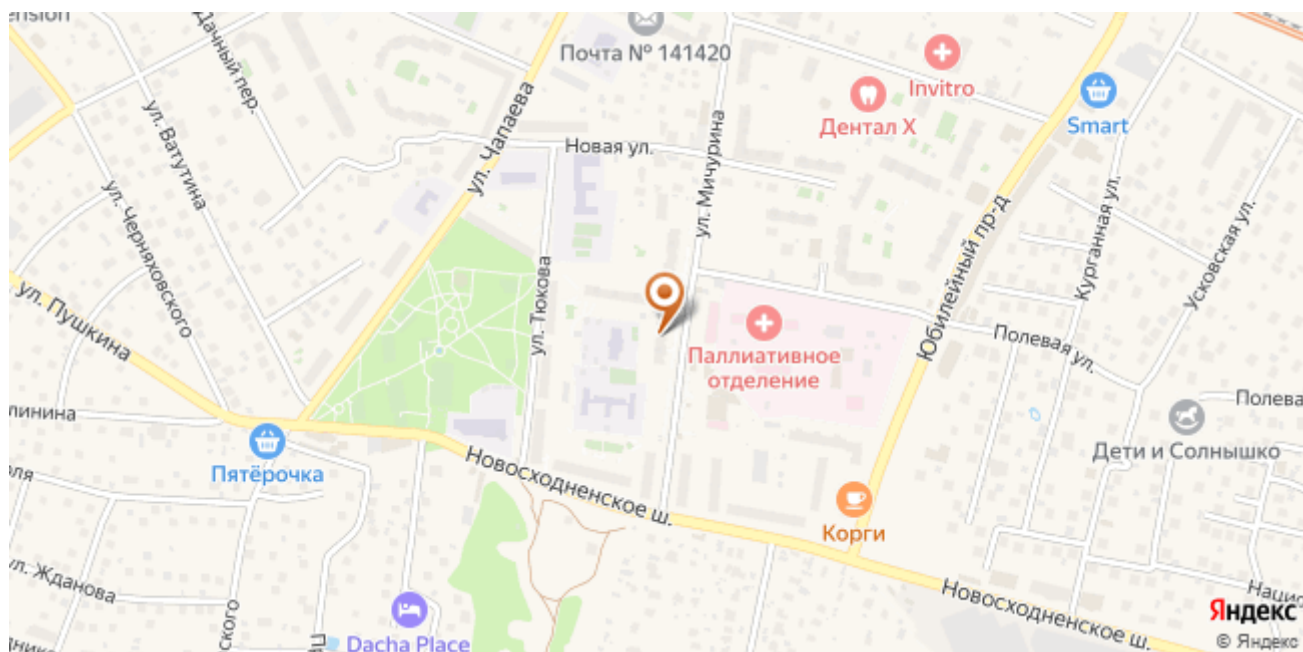 Почта № 141420
Invitro
Дентал Х
Smart
Дачный пер.
ул. Ватутина
ул. Чапаева
Новая ул.
ул. Мичурина
Юбилейный пр-д
Курганная ул.
Усковская ул.
ул. Черняховского
ул. Пушкина
ул. Тюкова
Паллиативное
отделение
Полевая ул.
Дети и Солнышко
Пятёрочка
Новосходненское ш.
Корги
ул. Жданова
Dacha Place
Новосходненское ш.
Яндекс
© Яндекс